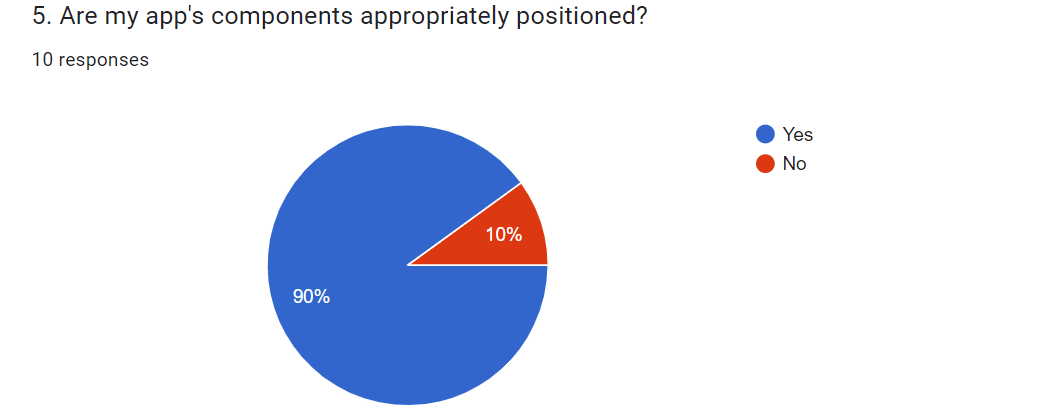 5. Are my app's components appropriately positioned?
10 responses
Yes
No
10%
90%